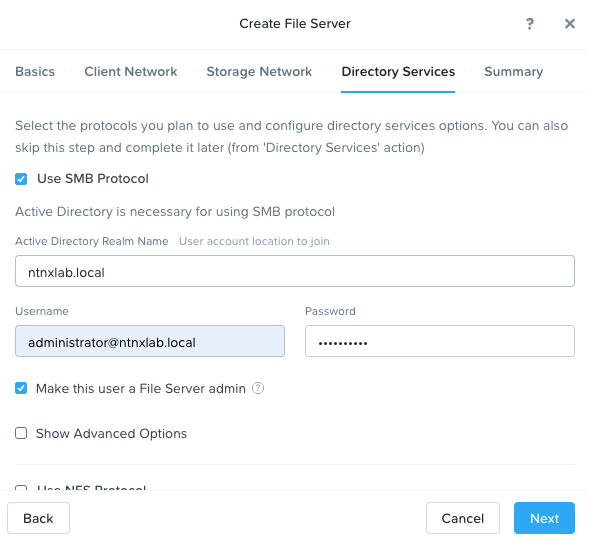 Create File Server ? ×
Basics Client Network Storage Network Directory Services Summary
Select the protocols you plan to use and configure directory services options. You can also
skip this step and complete it later (from 'Directory Services' action)
Use SMB Protocol
Active Directory is necessary for using SMB protocol
Active Directory Realm Name User account location to join
ntnxlab.local
Username Password
administrator@ntnxlab.local ••••••••••
Make this user a File Server admin ?
Show Advanced Options
Use NFS Protocol
Back Cancel Next